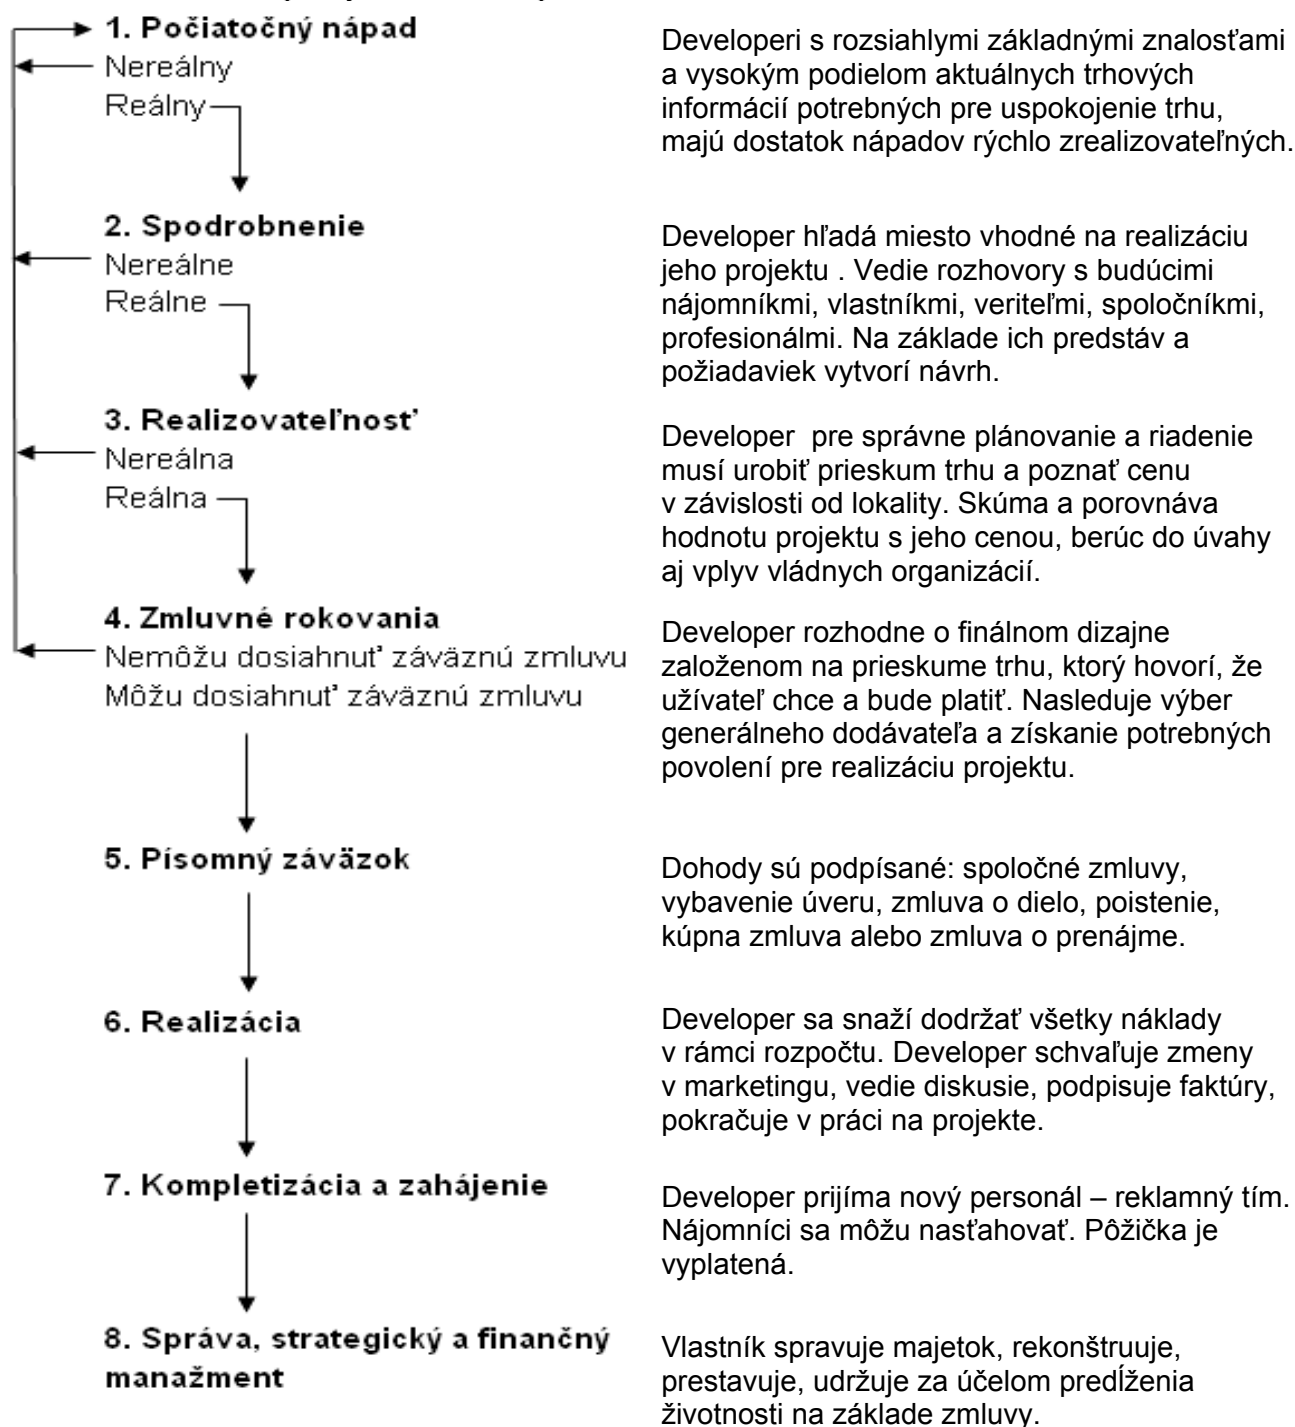 1. Počiatočný nápad
Nereálny
Reálny
Developeri s rozsiahlymi základnými znalosťami
a vysokým podielom aktuálnych trhových
informácií potrebných pre uspokojenie trhu,
majú dostatok nápadov rýchlo zrealizovateľných.
2. Spodrobnenie
Nereálne
Reálne
Developer hľadá miesto vhodné na realizáciu
jeho projektu . Vedie rozhovory s budúcimi
nájomníkmi, vlastníkmi, veriteľmi, spoločníkmi,
profesionálmi. Na základe ich predstáv a
požiadaviek vytvorí návrh.
3. Realizovateľnosť
Nereálna
Reálna
Developer  pre správne plánovanie a riadenie
musí urobiť prieskum trhu a poznať cenu
v závislosti od lokality. Skúma a porovnáva
hodnotu projektu s jeho cenou, berúc do úvahy
aj vplyv vládnych organizácií.
4. Zmluvné rokovania
Nemôžu dosiahnuť záväznú zmluvu
Môžu dosiahnuť záväznú zmluvu
Developer rozhodne o finálnom dizajne
založenom na prieskume trhu, ktorý hovorí, že
užívateľ chce a bude platiť. Nasleduje výber
generálneho dodávateľa a získanie potrebných
povolení pre realizáciu projektu.
5. Písomný záväzok
Dohody sú podpísané: spoločné zmluvy,
vybavenie úveru, zmluva o dielo, poistenie,
kúpna zmluva alebo zmluva o prenájme.
6. Realizácia
Developer sa snaží dodržať všetky náklady
v rámci rozpočtu. Developer schvaľuje zmeny
v marketingu, vedie diskusie, podpisuje faktúry,
pokračuje v práci na projekte.
7. Kompletizácia a zahájenie
Developer prijíma nový personál – reklamný tím.
Nájomníci sa môžu nasťahovať. Pôžička je
vyplatená.
8. Správa, strategický a finančný
manažment
Vlastník spravuje majetok, rekonštruuje,
prestavuje, udržuje za účelom predĺženia
životnosti na základe zmluvy.